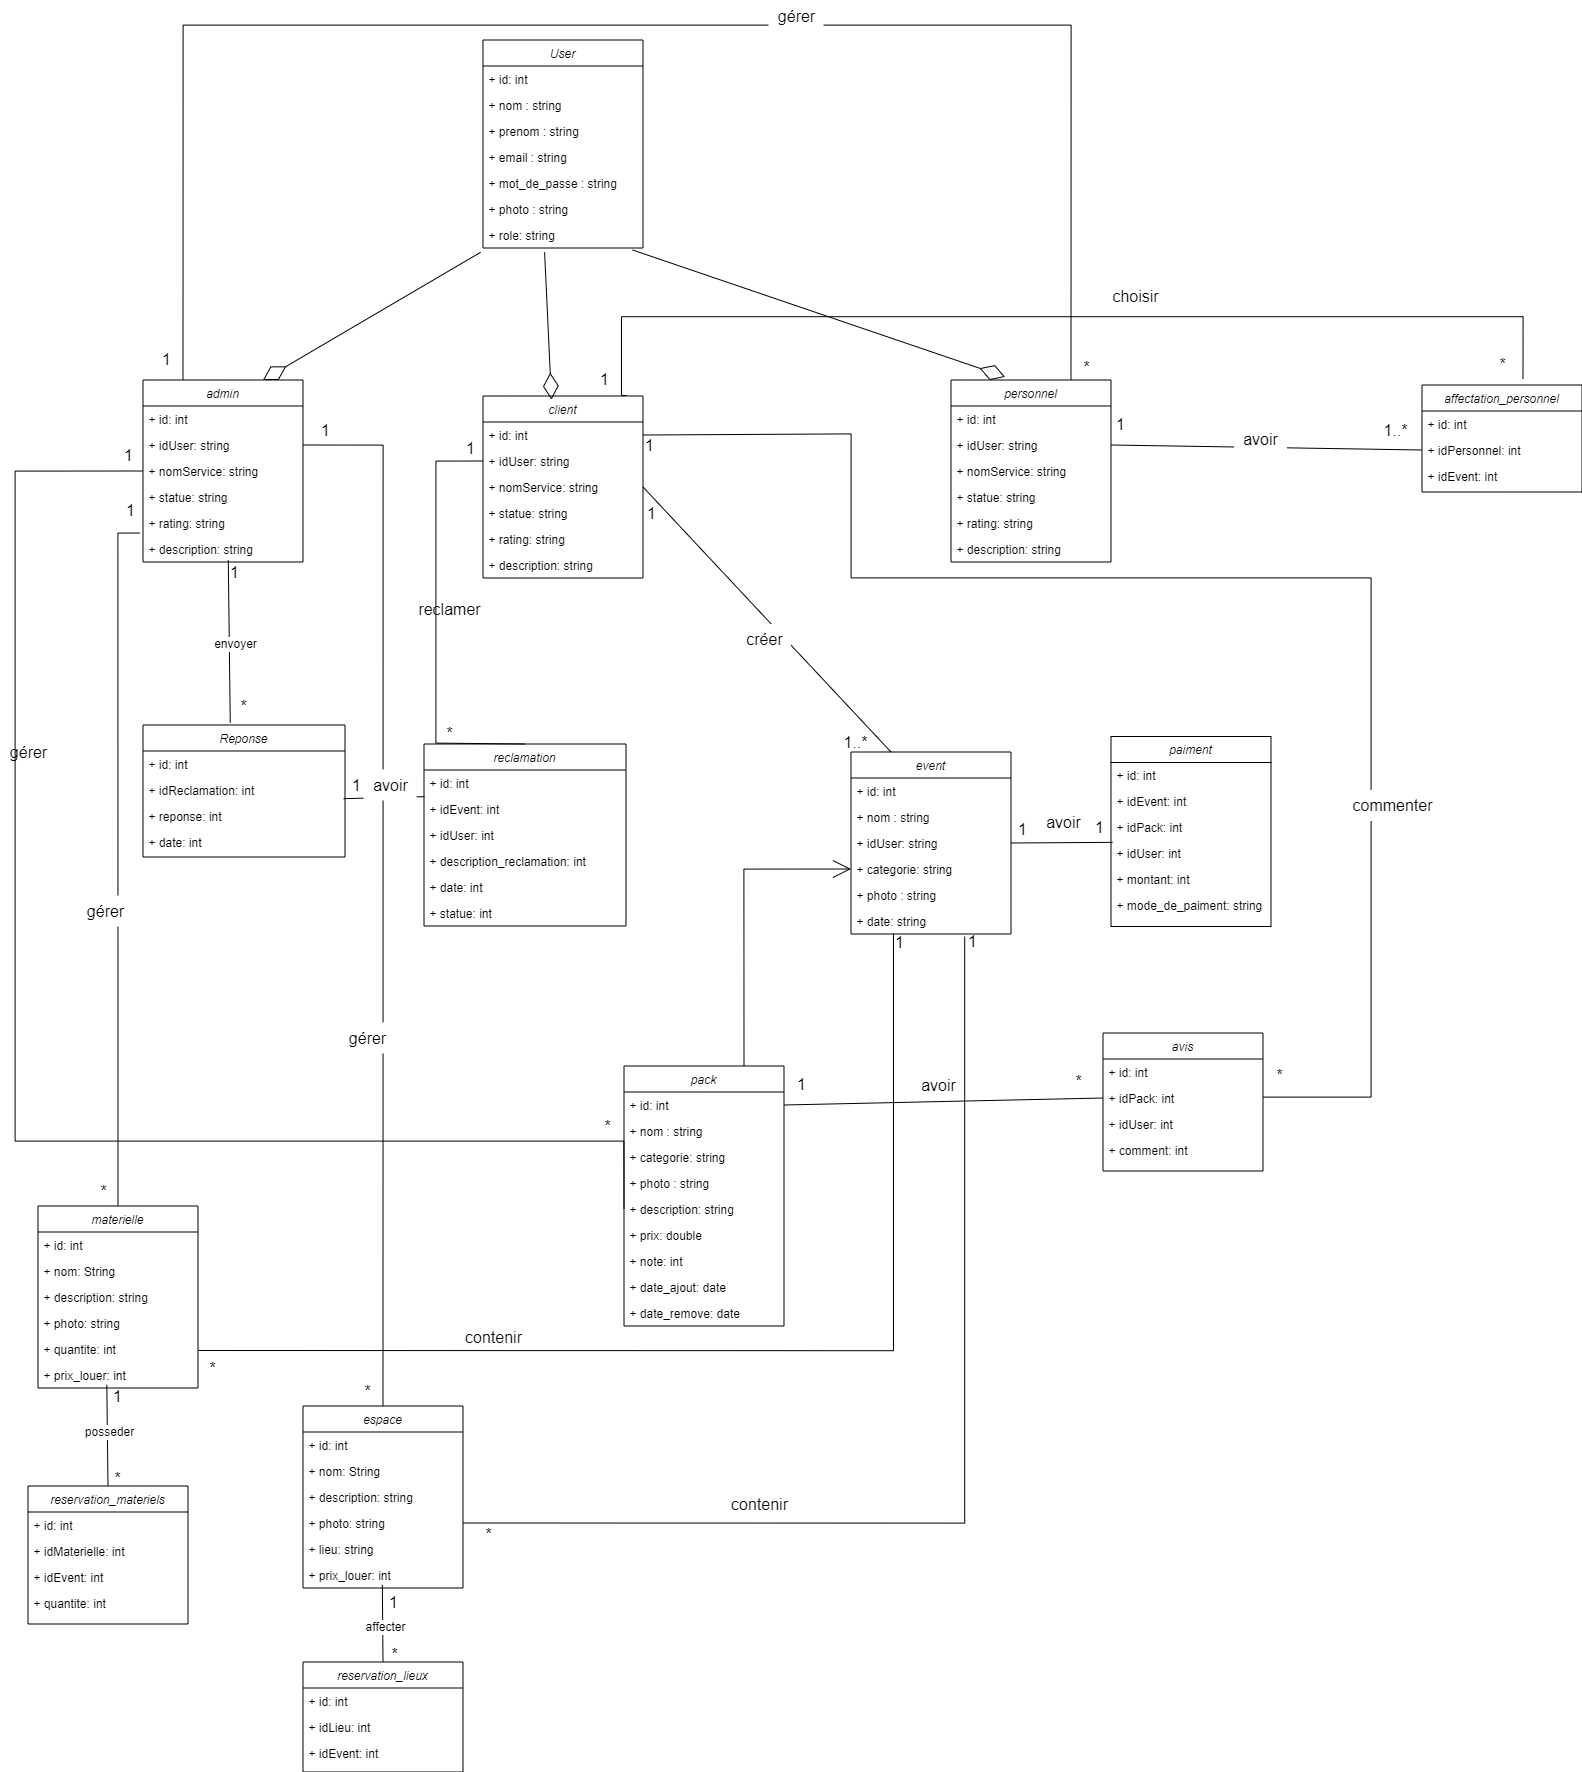 gérer
User
+ id: int
+ nom : string
+ prenom : string
+ email : string
+ mot_de_passe : string
+ photo : string
+ role: string
choisir
1
*
1
*
admin
+ id: int
+ idUser: string
+ nomService: string
+ statue: string
+ rating: string
+ description: string
1
1
1
1
client
+ id: int
+ idUser: string
+ nomService: string
+ statue: string
+ rating: string
+ description: string
1
1
1
personnel
+ id: int
+ idUser: string
+ nomService: string
+ statue: string
+ rating: string
+ description: string
1
avoir
1..*
affectation_personnel
+ id: int
+ idPersonnel: int
+ idEvent: int
reclamer
envoyer
créer
*
*
1..*
gérer
Reponse
+ id: int
+ idReclamation: int
+ reponse: int
+ date: int
1
avoir
reclamation
+ id: int
+ idEvent: int
+ idUser: int
+ description_reclamation: int
+ date: int
+ statue: int
event
+ id: int
+ nom : string
+ idUser: string
+ categorie: string
+ photo : string
+ date: string
1
avoir
1
paiment
+ id: int
+ idEvent: int
+ idPack: int
+ idUser: int
+ montant: int
+ mode_de_paiment: string
commenter
gérer
1
1
gérer
pack
+ id: int
+ nom : string
+ categorie: string
+ photo : string
+ description: string
+ prix: double
+ note: int
+ date_ajout: date
+ date_remove: date
1
avoir
*
avis
+ id: int
+ idPack: int
+ idUser: int
+ comment: int
*
*
*
materielle
+ id: int
+ nom: String
+ description: string
+ photo: string
+ quantite: int
+ prix_louer: int
contenir
*
1
posseder
*
reservation_materiels
+ id: int
+ idMaterielle: int
+ idEvent: int
+ quantite: int
*
espace
+ id: int
+ nom: String
+ description: string
+ photo: string
+ lieu: string
+ prix_louer: int
contenir
*
1
affecter
*
reservation_lieux
+ id: int
+ idLieu: int
+ idEvent: int